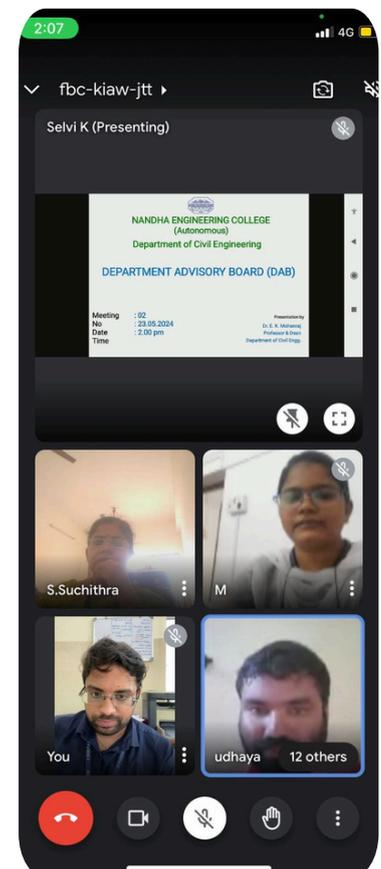 2:07
4G
fbc-kiaw-jtt
Selvi K (Presenting)
NANDHA ENGINEERING COLLEGE
(Autonomous)
Department of Civil Engineering
DEPARTMENT ADVISORY BOARD (DAB)
Meeting : 02
No : 23.05.2024
Date : 2.00 pm
Time
Presentation by
Dr. E. K. Mohanraj
Professor & Dean
Department of Civil Engg.
S.Suchithra
M
You
udhaya
12 others